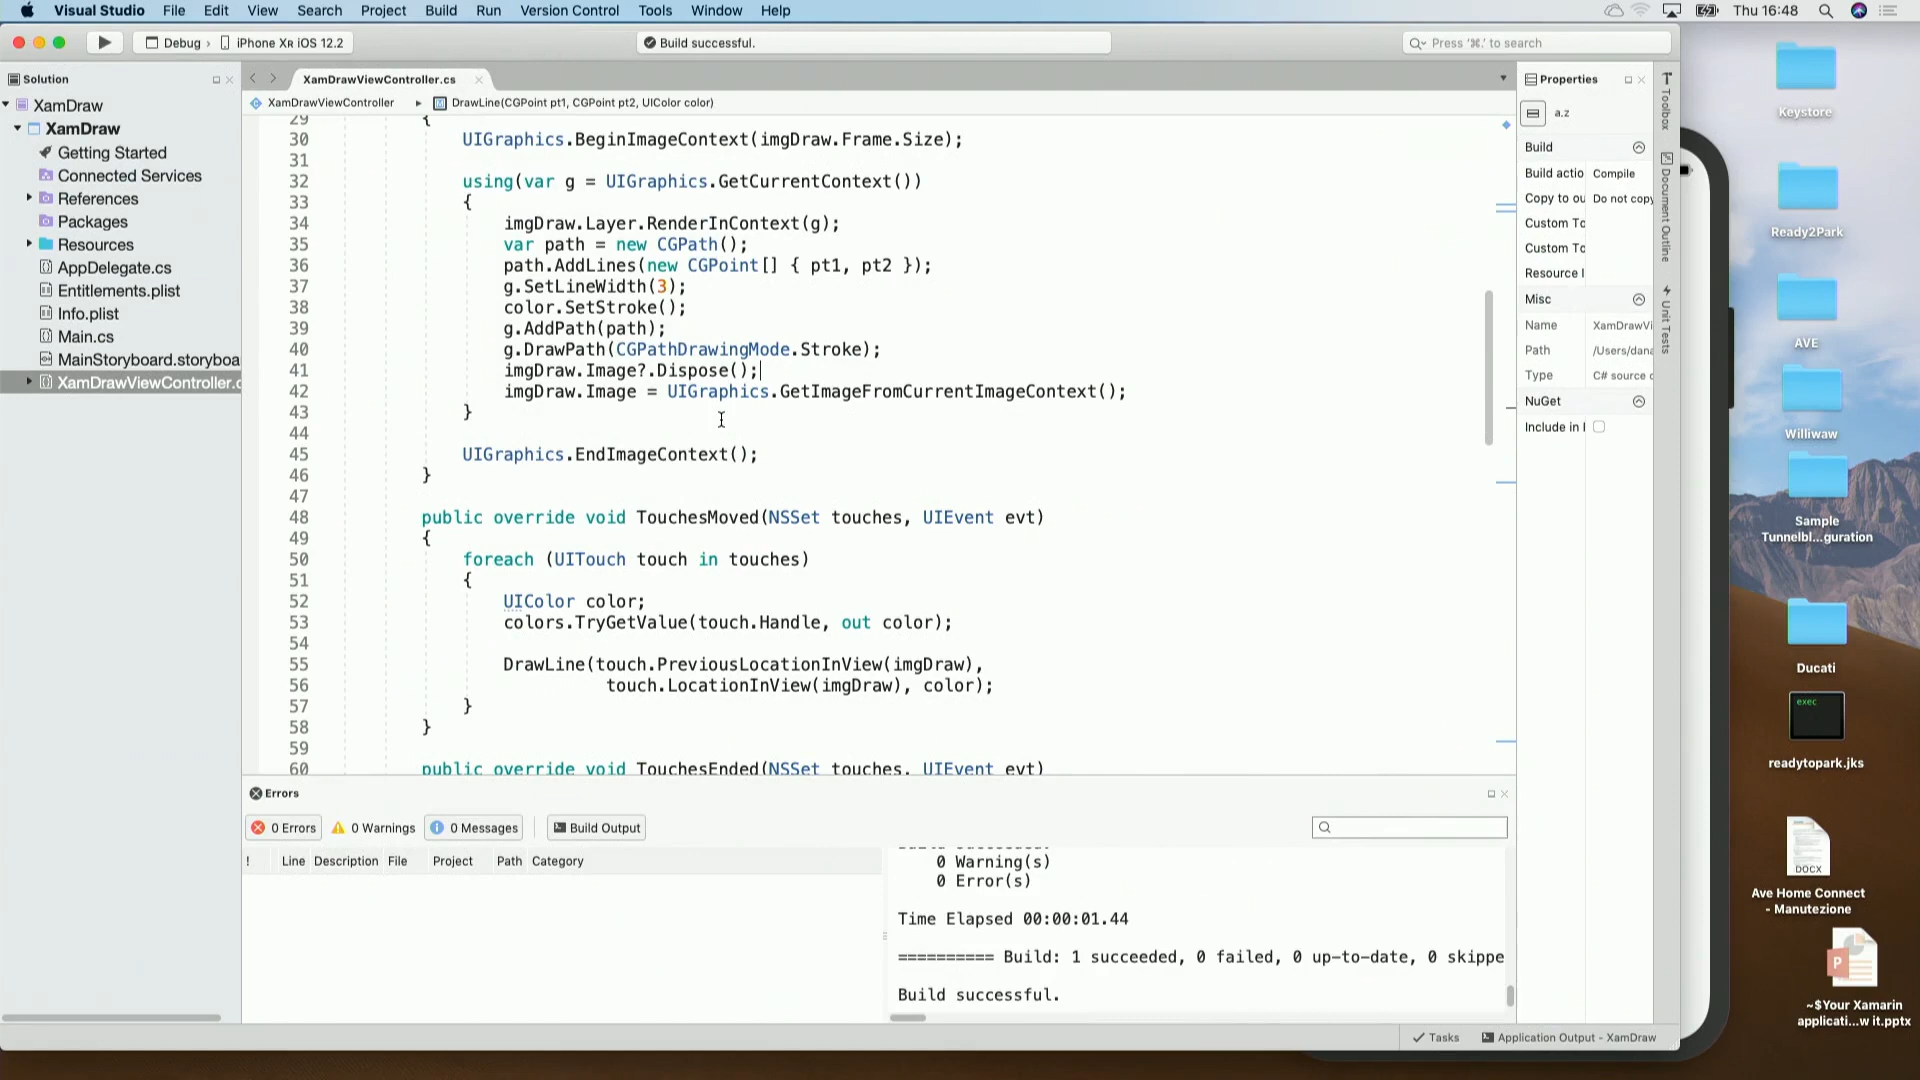 Visual Studio File Edit View Search Project Build Run Version Control Tools Window Help Thu 16:48
Debug › iPhone XR iOS 12.2 Build successful. Press '⌘.' to search
Solution XamDrawViewController.cs Properties
XamDrawViewController DrawLine(CGPoint pt1, CGPoint pt2, UIColor color)
XamDraw
XamDraw
Getting Started
Connected Services
References
Packages
Resources
AppDelegate.cs
Entitlements.plist
Info.plist
Main.cs
MainStoryboard.storyboa
XamDrawViewController.c
29 {
30 UIGraphics.BeginImageContext(imgDraw.Frame.Size);
31
32 using(var g = UIGraphics.GetCurrentContext())
33 {
34 imgDraw.Layer.RenderInContext(g);
35 var path = new CGPath();
36 path.AddLines(new CGPoint[] { pt1, pt2 });
37 g.SetLineWidth(3);
38 color.SetStroke();
39 g.AddPath(path);
40 g.DrawPath(CGPathDrawingMode.Stroke);
41 imgDraw.Image?.Dispose();
42 imgDraw.Image = UIGraphics.GetImageFromCurrentImageContext();
43 }
44
45 UIGraphics.EndImageContext();
46 }
47
48 public override void TouchesMoved(NSSet touches, UIEvent evt)
49 {
50 foreach (UITouch touch in touches)
51 {
52 UIColor color;
53 colors.TryGetValue(touch.Handle, out color);
54
55 DrawLine(touch.PreviousLocationInView(imgDraw),
56 touch.LocationInView(imgDraw), color);
57 }
58 }
59
60 public override void TouchesEnded(NSSet touches, UIEvent evt)
a.z
Build
Build actio Compile
Copy to ou Do not copy
Custom To
Custom To
Resource I
Misc
Name XamDrawVi
Path /Users/dana
Type C# source c
NuGet
Include in I
Toolbox
Document Outline
Unit Tests
Errors
0 Errors 0 Warnings 0 Messages Build Output
! Line Description File Project Path Category
0 Warning(s)
0 Error(s)
Time Elapsed 00:00:01.44
========== Build: 1 succeeded, 0 failed, 0 up-to-date, 0 skippe
Build successful.
Tasks Application Output - XamDraw
Keystore
Ready2Park
AVE
Williwaw
Sample
Tunnelbl...guration
Ducati
exec
readytopark.jks
DOCX
Ave Home Connect
- Manutezione
P
~$Your Xamarin
applicati...w it.pptx